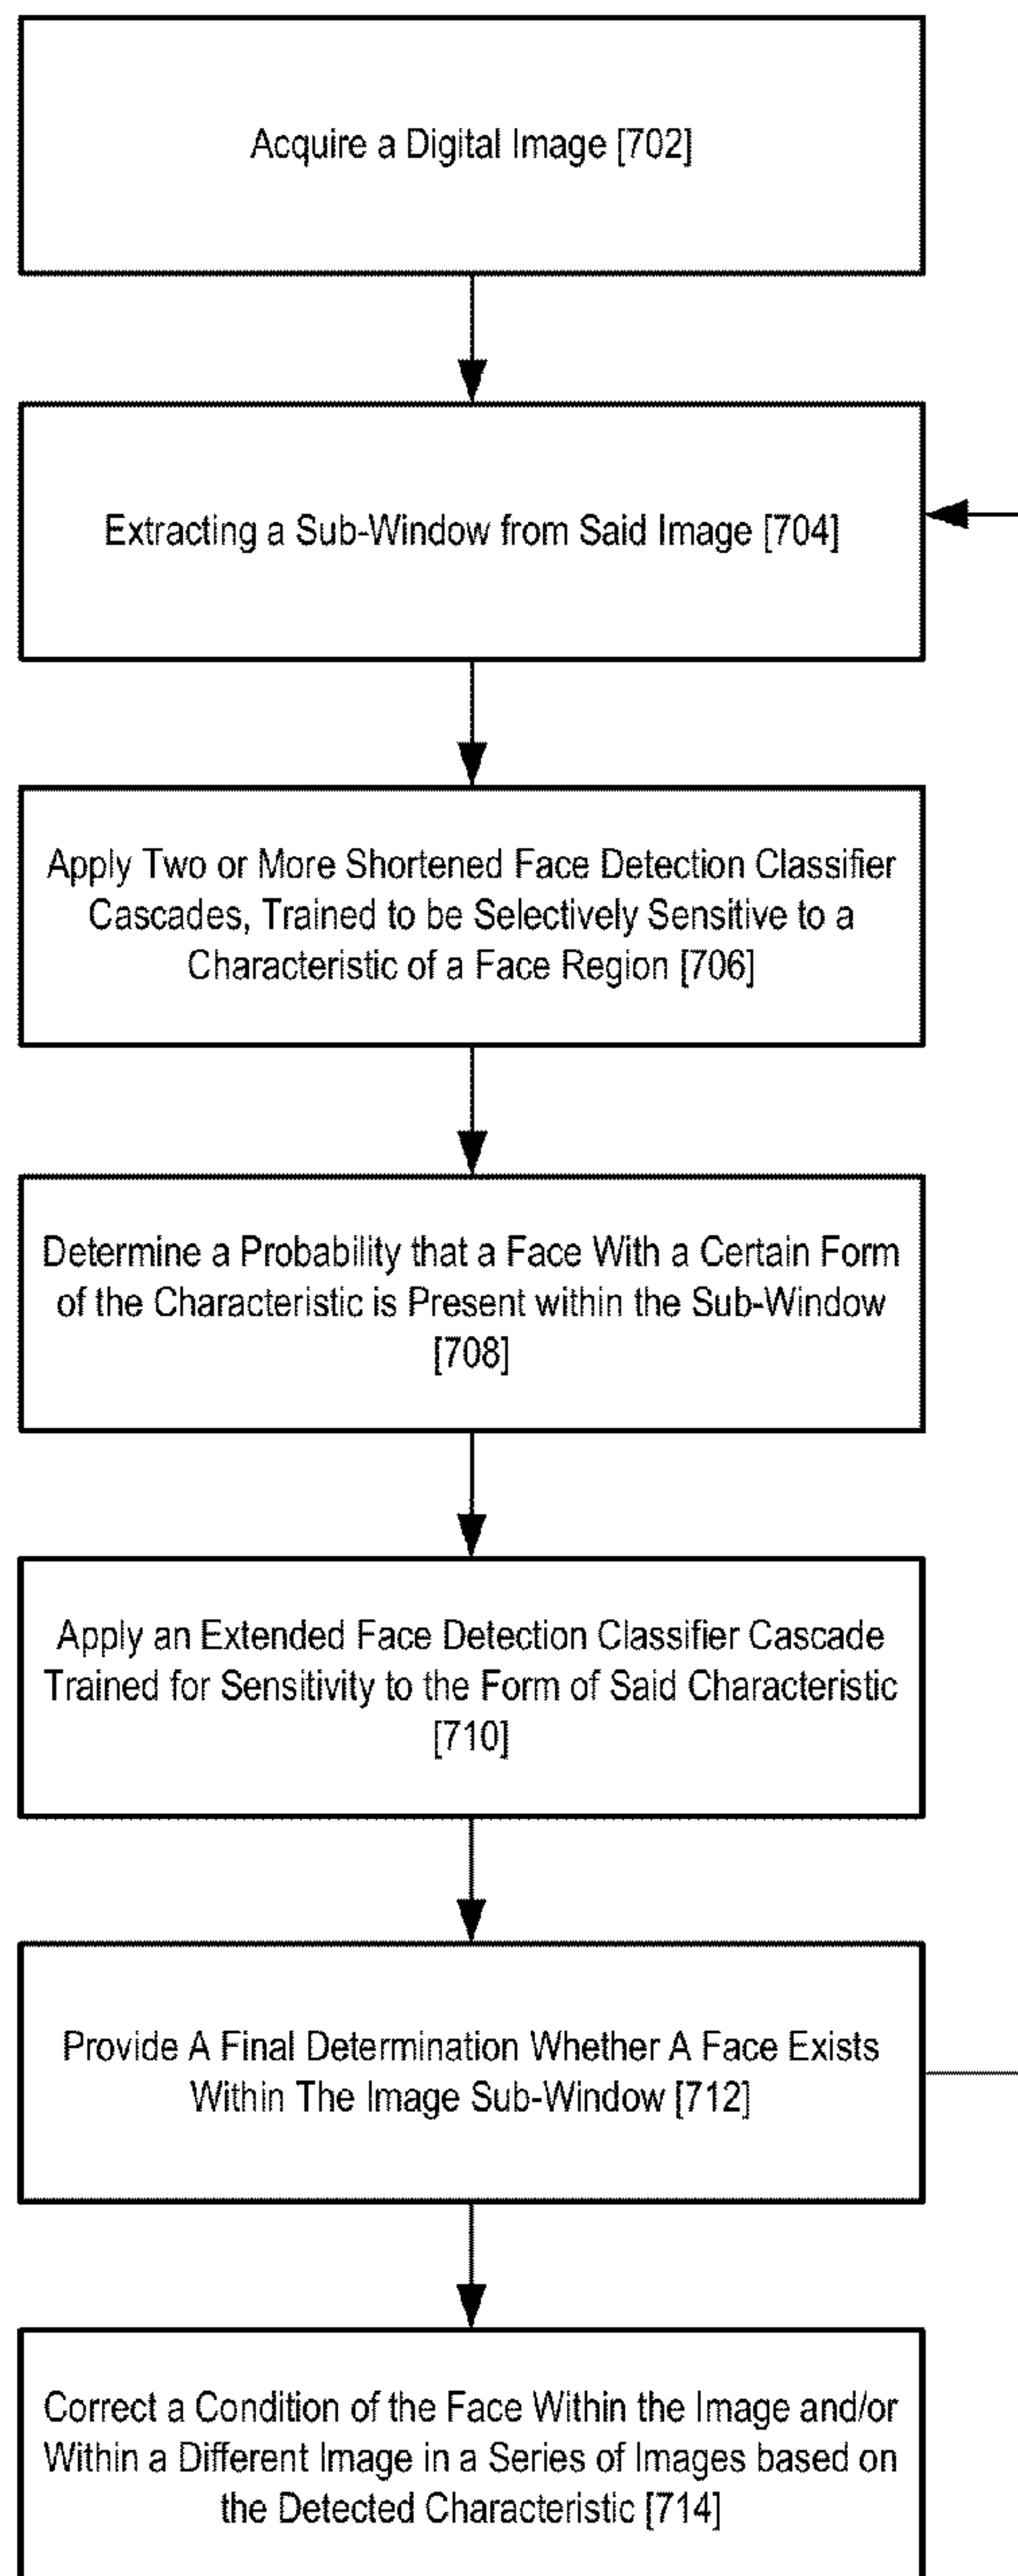 Acquire a Digital Image [702]
Extracting a Sub-Window from Said Image [704]
Apply Two or More Shortened Face Detection Classifier
Cascades, Trained to be Selectively Sensitive to a
Characteristic of a Face Region [706]
Determine a Probability that a Face With a Certain Form
of the Characteristic is Present within the Sub-Window
[708]
Apply an Extended Face Detection Classifier Cascade
Trained for Sensitivity to the Form of Said Characteristic
[710]
Provide A Final Determination Whether A Face Exists
Within The Image Sub-Window [712]
Correct a Condition of the Face Within the Image and/or
Within a Different Image in a Series of Images based on
the Detected Characteristic [714]